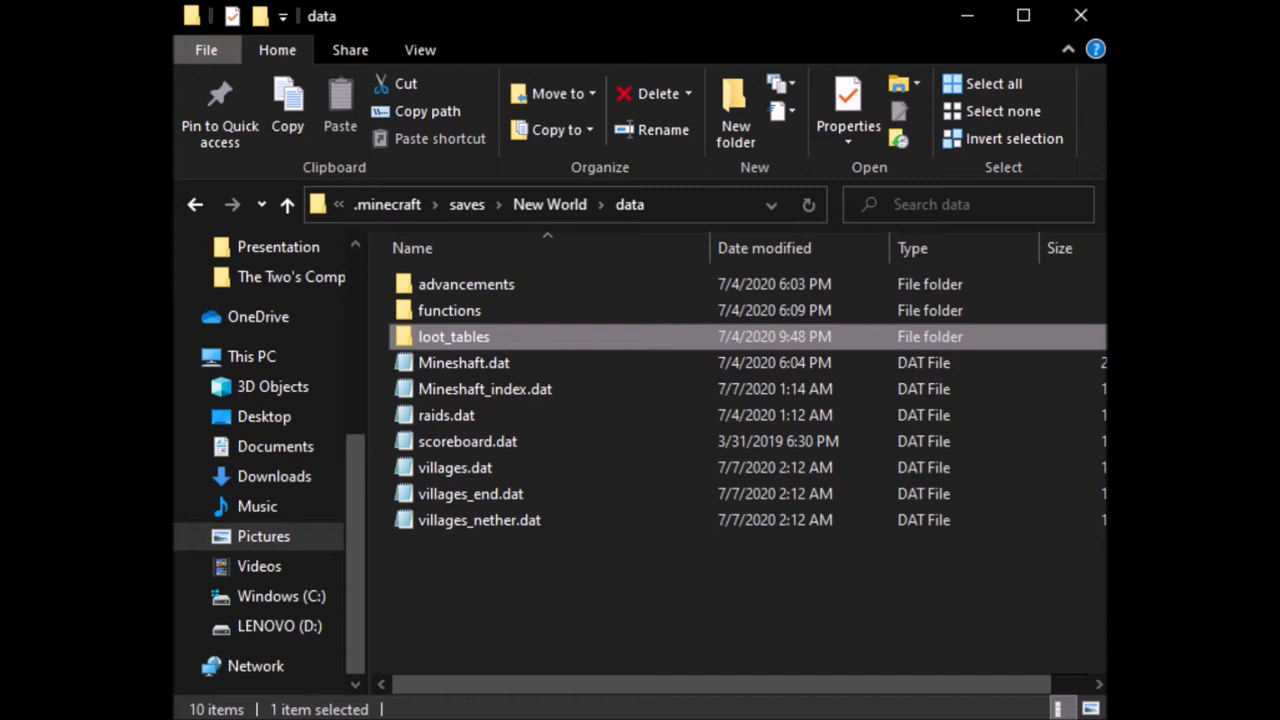 data
File Home Share View
Pin to Quick access
Copy
Paste
Cut
Copy path
Paste shortcut
Clipboard
Move to
Copy to
Delete
Rename
Organize
New folder
New
Properties
Open
Select all
Select none
Invert selection
Select
« .minecraft › saves › New World › data
Search data
Presentation
The Two's Comp
OneDrive
This PC
3D Objects
Desktop
Documents
Downloads
Music
Pictures
Videos
Windows (C:)
LENOVO (D:)
Network
Name Date modified Type Size
advancements 7/4/2020 6:03 PM File folder
functions 7/4/2020 6:09 PM File folder
loot_tables 7/4/2020 9:48 PM File folder
Mineshaft.dat 7/4/2020 6:04 PM DAT File 2
Mineshaft_index.dat 7/7/2020 1:14 AM DAT File 1
raids.dat 7/4/2020 1:12 AM DAT File 1
scoreboard.dat 3/31/2019 6:30 PM DAT File 1
villages.dat 7/7/2020 2:12 AM DAT File 1
villages_end.dat 7/7/2020 2:12 AM DAT File 1
villages_nether.dat 7/7/2020 2:12 AM DAT File 1
10 items 1 item selected